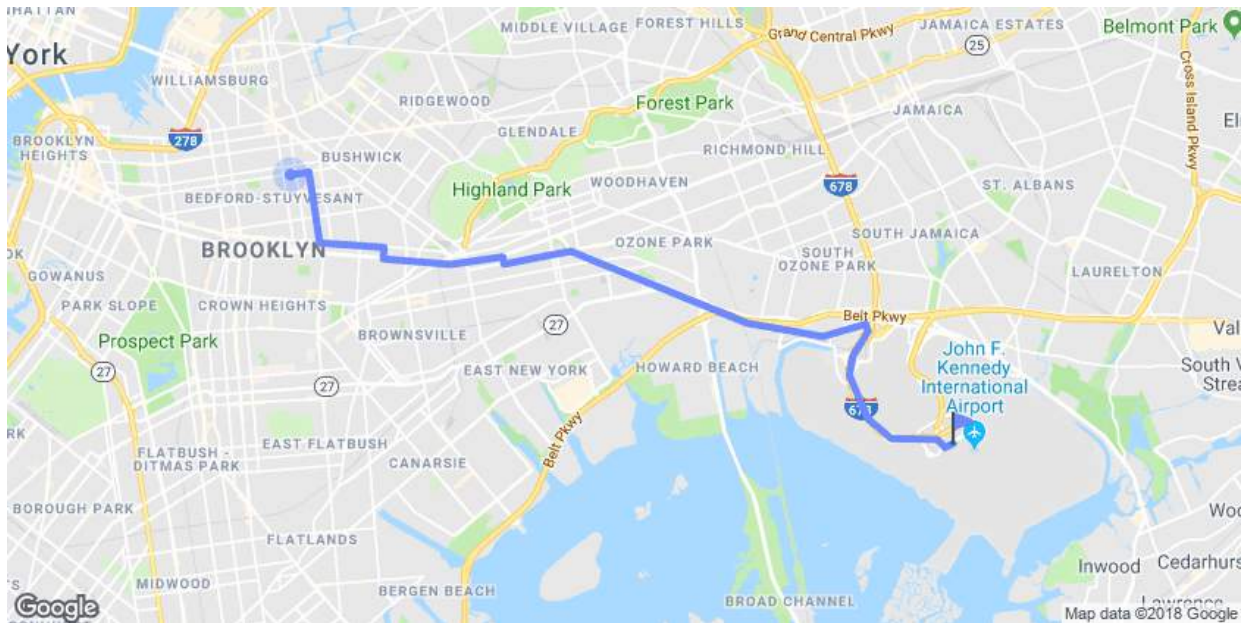 MANHATTAN
York
WILLIAMSBURG
278
BROOKLYN
HEIGHTS
BUSHWICK
RIDGEWOOD
MIDDLE VILLAGE
FOREST HILLS
Grand Central Pkwy
JAMAICA ESTATES
25
Belmont Park
Cross Island Pkwy
GLENDALE
Forest Park
JAMAICA
RICHMOND HILL
BEDFORD-STUYVESANT
Highland Park
WOODHAVEN
678
ST. ALBANS
BROOKLYN
GOWANUS
PARK SLOPE
CROWN HEIGHTS
OZONE PARK
SOUTH
OZONE PARK
SOUTH JAMAICA
LAURELTON
Prospect Park
27
BROWNSVILLE
27
27
EAST NEW YORK
HOWARD BEACH
Belt Pkwy
John F.
Kennedy
International
Airport
678
EAST FLATBUSH
FLATBUSH -
DITMAS PARK
CANARSIE
Belt Pkwy
BOROUGH PARK
FLATLANDS
MIDWOOD
BERGEN BEACH
BROAD CHANNEL
Inwood
Google
Map data ©2018 Google